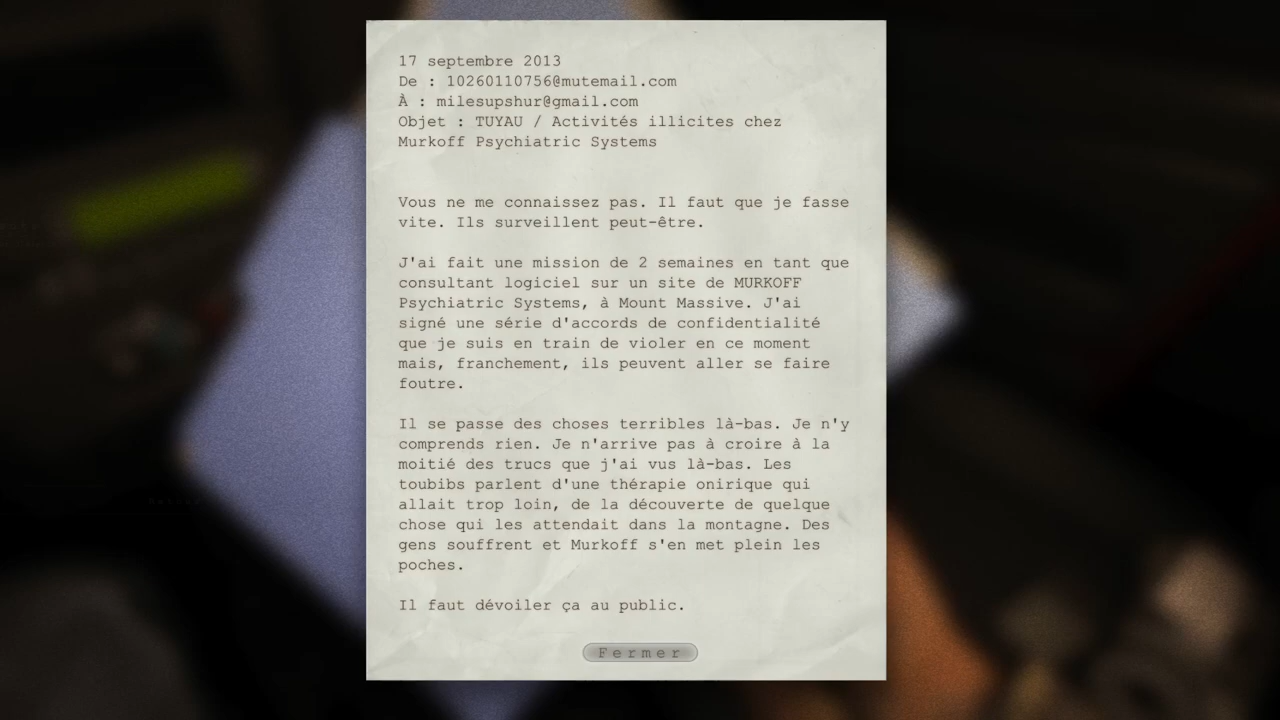 17 septembre 2013
De : 10260110756@mutemail.com
À : milesupshur@gmail.com
Objet : TUYAU / Activités illicites chez
Murkoff Psychiatric Systems
Vous ne me connaissez pas. Il faut que je fasse
vite. Ils surveillent peut-être.
J'ai fait une mission de 2 semaines en tant que
consultant logiciel sur un site de MURKOFF
Psychiatric Systems, à Mount Massive. J'ai
signé une série d'accords de confidentialité
que je suis en train de violer en ce moment
mais, franchement, ils peuvent aller se faire
foutre.
Il se passe des choses terribles là-bas. Je n'y
comprends rien. Je n'arrive pas à croire à la
moitié des trucs que j'ai vus là-bas. Les
toubibs parlent d'une thérapie onirique qui
allait trop loin, de la découverte de quelque
chose qui les attendait dans la montagne. Des
gens souffrent et Murkoff s'en met plein les
poches.
Il faut dévoiler ça au public.
Fermer